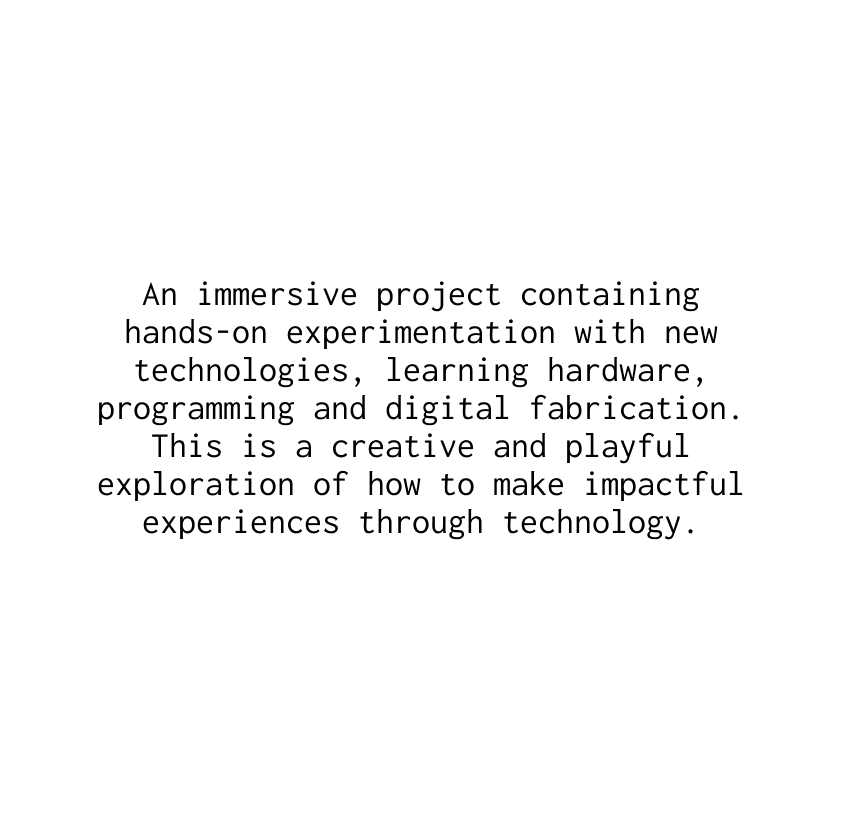 An immersive project containing
hands-on experimentation with new
technologies, learning hardware,
programming and digital fabrication.
This is a creative and playful
exploration of how to make impactful
experiences through technology.